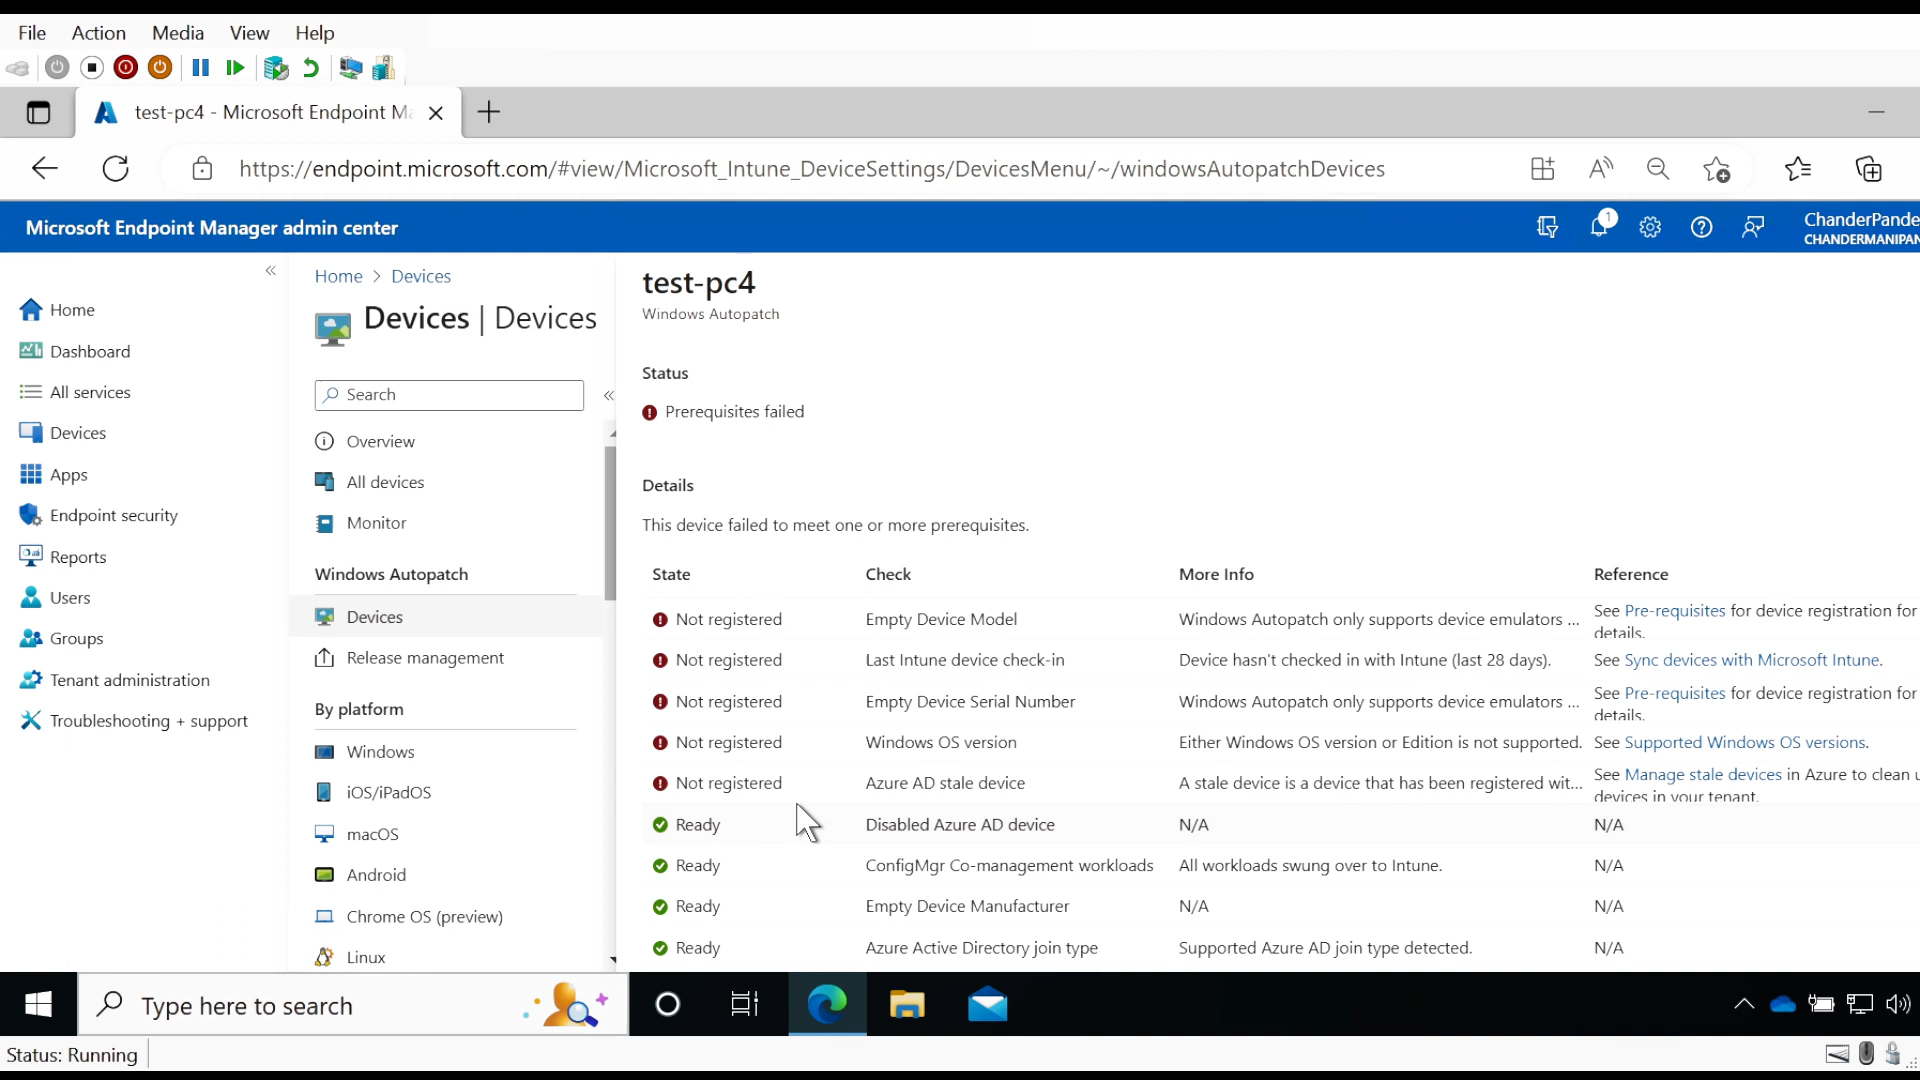 File Action Media View Help
test-pc4 - Microsoft Endpoint Ma
https://endpoint.microsoft.com/#view/Microsoft_Intune_DeviceSettings/DevicesMenu/~/windowsAutopatchDevices
Microsoft Endpoint Manager admin center
1
ChanderPande
CHANDERMANIPAN
Home
Dashboard
All services
Devices
Apps
Endpoint security
Reports
Users
Groups
Tenant administration
Troubleshooting + support
Home > Devices
Devices | Devices
Search
Overview
All devices
Monitor
Windows Autopatch
Devices
Release management
By platform
Windows
iOS/iPadOS
macOS
Android
Chrome OS (preview)
Linux
test-pc4
Windows Autopatch
Status
Prerequisites failed
Details
This device failed to meet one or more prerequisites.
State Check More Info Reference
Not registered Empty Device Model Windows Autopatch only supports device emulators ... See Pre-requisites for device registration for
details.
Not registered Last Intune device check-in Device hasn't checked in with Intune (last 28 days). See Sync devices with Microsoft Intune.
Not registered Empty Device Serial Number Windows Autopatch only supports device emulators ... See Pre-requisites for device registration for
details.
Not registered Windows OS version Either Windows OS version or Edition is not supported. See Supported Windows OS versions.
Not registered Azure AD stale device A stale device is a device that has been registered wit... See Manage stale devices in Azure to clean u
devices in your tenant.
Ready Disabled Azure AD device N/A N/A
Ready ConfigMgr Co-management workloads All workloads swung over to Intune. N/A
Ready Empty Device Manufacturer N/A N/A
Ready Azure Active Directory join type Supported Azure AD join type detected. N/A
Type here to search
Status: Running